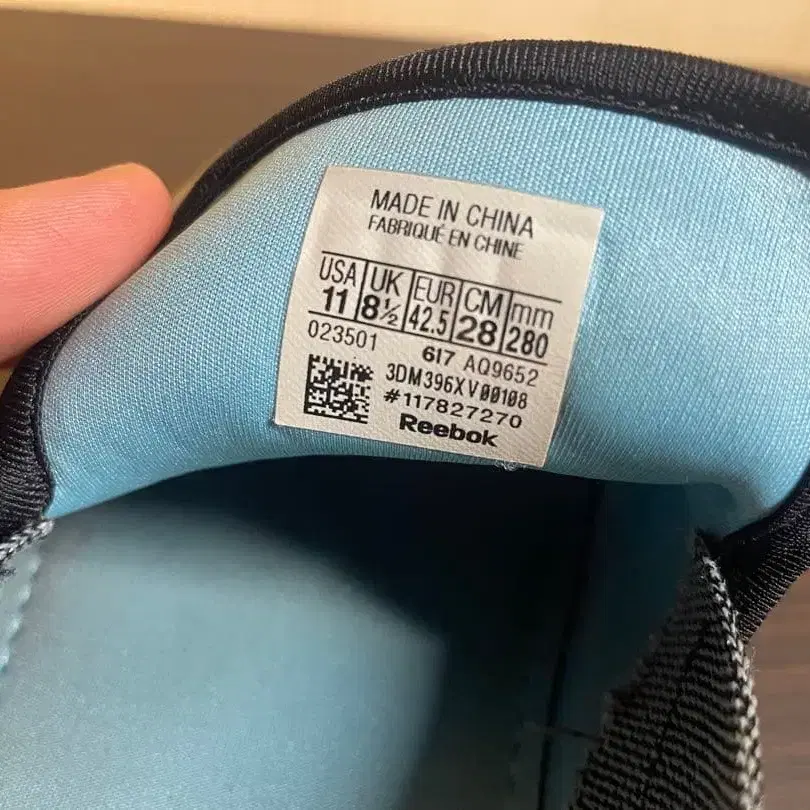 MADE IN CHINA
FABRIQUÉ EN CHINE
USA UK EUR CM mm
11 8½ 42.5 28 280
023501 617 AQ9652
3DM396XV00108
#117827270
Reebok